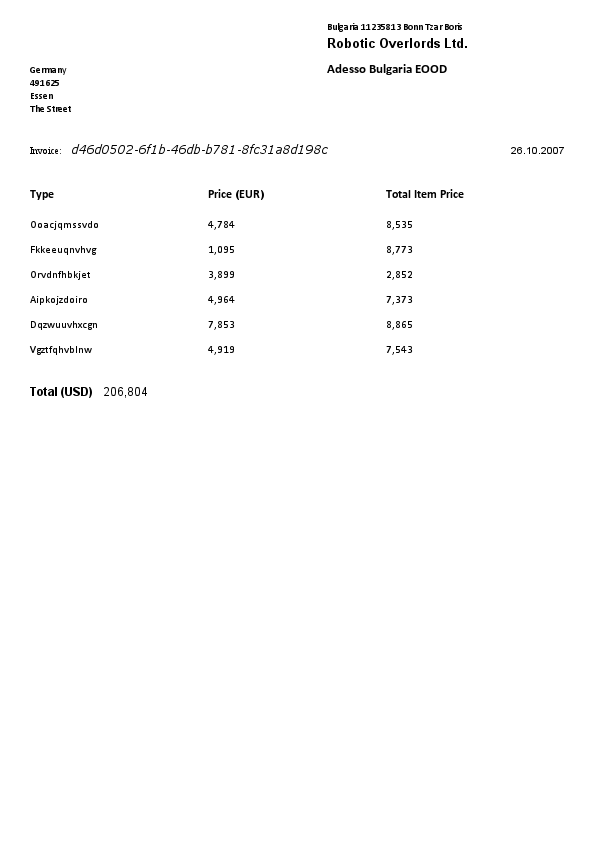 Bulgaria 11235813 Bonn Tzar Boris
Robotic Overlords Ltd.
Adesso Bulgaria EOOD
Germany
491625
Essen
The Street
Invoice: d46d0502-6f1b-46db-b781-8fc31a8d198c 26.10.2007
Type Price (EUR) Total Item Price
Ooacjqmssvdo 4,784 8,535
Fkkeeuqnvhvg 1,095 8,773
Orvdnfhbkjet 3,899 2,852
Aipkojzdoiro 4,964 7,373
Dqzwuuvhxcgn 7,853 8,865
Vgztfqhvblnw 4,919 7,543
Total (USD) 206,804